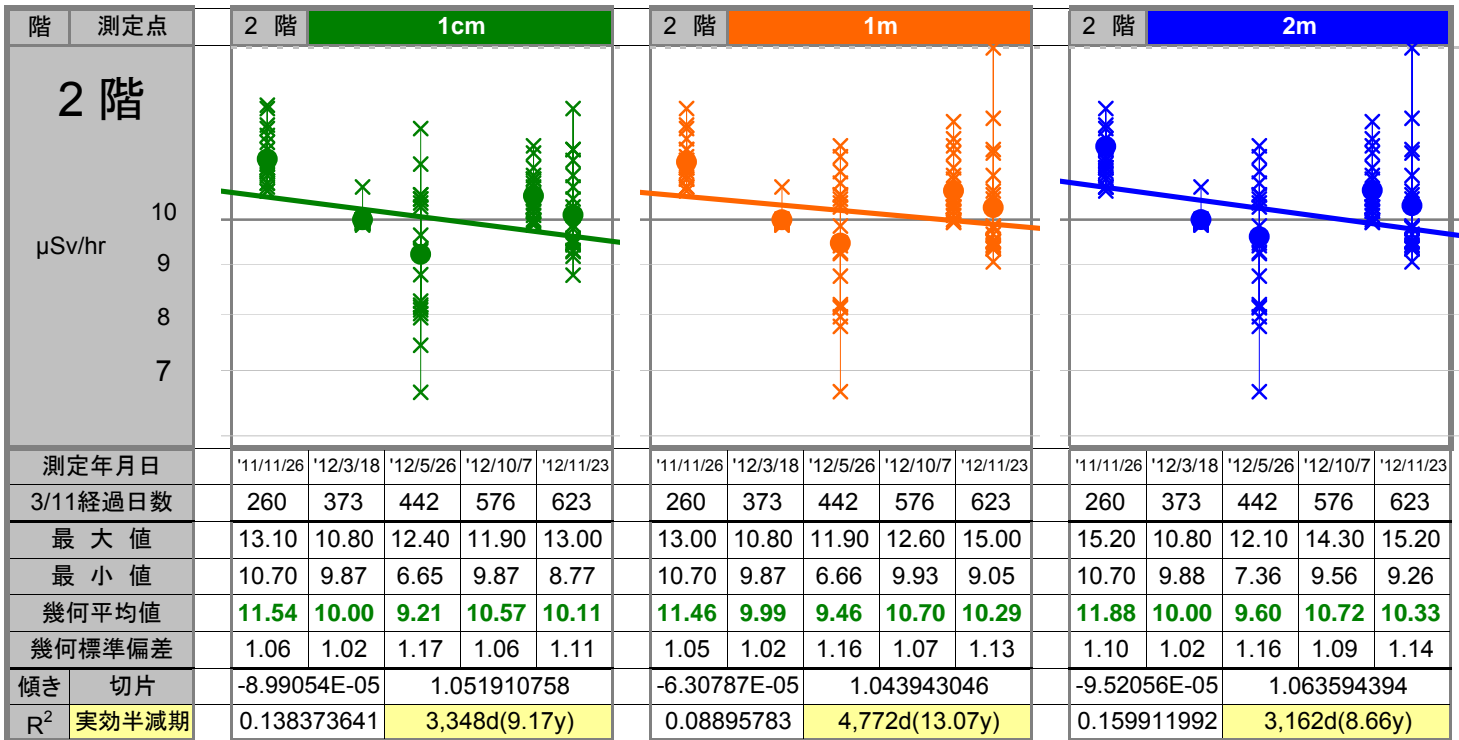 階 測定点 2 階 1cm 2 階 1m 2 階 2m
2 階
10
μSv/hr
9
8
7
測定年月日 '11/11/26 '12/3/18 '12/5/26 '12/10/7 '12/11/23 '11/11/26 '12/3/18 '12/5/26 '12/10/7 '12/11/23 '11/11/26 '12/3/18 '12/5/26 '12/10/7 '12/11/23
3/11経過日数 260 373 442 576 623 260 373 442 576 623 260 373 442 576 623
最 大 値 13.10 10.80 12.40 11.90 13.00 13.00 10.80 11.90 12.60 15.00 15.20 10.80 12.10 14.30 15.20
最 小 値 10.70 9.87 6.65 9.87 8.77 10.70 9.87 6.66 9.93 9.05 10.70 9.88 7.36 9.56 9.26
幾何平均値 11.54 10.00 9.21 10.57 10.11 11.46 9.99 9.46 10.70 10.29 11.88 10.00 9.60 10.72 10.33
幾何標準偏差 1.06 1.02 1.17 1.06 1.11 1.05 1.02 1.16 1.07 1.13 1.10 1.02 1.16 1.09 1.14
傾き 切片 -8.99054E-05 1.051910758 -6.30787E-05 1.043943046 -9.52056E-05 1.063594394
R² 実効半減期 0.138373641 3,348d(9.17y) 0.08895783 4,772d(13.07y) 0.159911992 3,162d(8.66y)